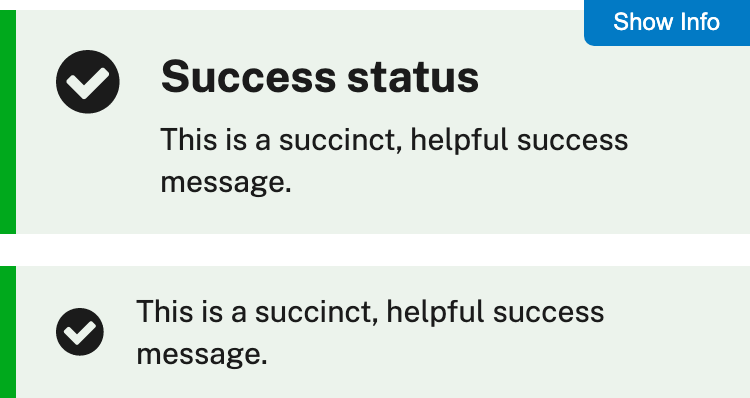 Show Info
Success status
This is a succinct, helpful success
message.
This is a succinct, helpful success
message.